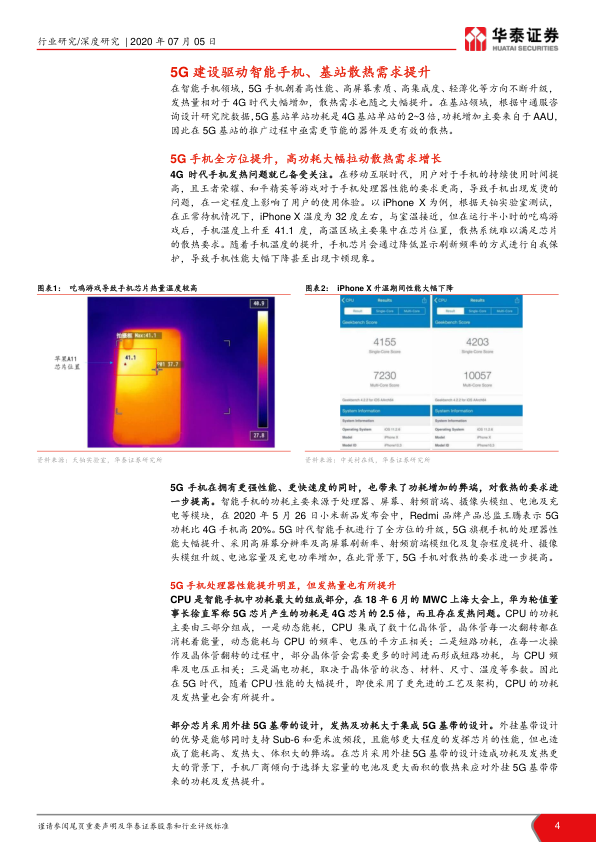 行业研究/深度研究 | 2020 年 07 月 05 日
华泰证券
HUATAI SECURITIES
5G 建设驱动智能手机、基站散热需求提升
在智能手机领域，5G 手机朝着高性能、高屏幕素质、高集成度、轻薄化等方向不断升级，
发热量相对于 4G 时代大幅增加，散热需求也随之大幅提升。在基站领域，根据中通服咨
询设计研究院数据，5G 基站单站功耗是 4G 基站单站的 2~3 倍，功耗增加主要来自于 AAU，
因此在 5G 基站的推广过程中亟需更节能的器件及更有效的散热。
5G 手机全方位提升，高功耗大幅拉动散热需求增长
4G 时代手机发热问题就已备受关注。在移动互联时代，用户对于手机的持续使用时间提
高，且王者荣耀、和平精英等游戏对于手机处理器性能的要求更高，导致手机出现发烫的
问题，在一定程度上影响了用户的使用体验。以 iPhone X 为例，根据天铂实验室测试，
在正常待机情况下，iPhone X 温度为 32 度左右，与室温接近，但在运行半小时的吃鸡游
戏后，手机温度上升至 41.1 度，高温区域主要集中在芯片位置，散热系统难以满足芯片
的散热要求。随着手机温度的提升，手机芯片会通过降低显示刷新频率的方式进行自我保
护，导致手机性能大幅下降甚至出现卡顿现象。
图表1： 吃鸡游戏导致手机芯片热量温度较高
图表2： iPhone X 升温期间性能大幅下降
苹果A11
芯片位置
拍摄框 Max:41.1
41.1
37.7
40.9
27.8
CPU Results
Result Single-Core Multi-Core
Geekbench Score
4155
Single-Core Score
7230
Multi-Core Score
System Information
System Information
Operating System
Model iPhone X
Model ID
CPU Results
Result Single-Core Multi-Core
Geekbench Score
4203
Single-Core Score
10057
Multi-Core Score
System Information
System Information
Operating System
Model iPhone X
Model ID
资料来源：天铂实验室，华泰证券研究所
资料来源：中关村在线，华泰证券研究所
5G 手机在拥有更强性能、更快速度的同时，也带来了功耗增加的弊端，对散热的要求进
一步提高。智能手机的功耗主要来源于处理器、屏幕、射频前端、摄像头模组、电池及充
电等模块，在 2020 年 5 月 26 日小米新品发布会中，Redmi 品牌产品总监王腾表示 5G
功耗比 4G 手机高 20%。5G 时代智能手机进行了全方位的升级，5G 旗舰手机的处理器性
能大幅提升、采用高屏幕分辨率及高屏幕刷新率、射频前端模组化及复杂程度提升、摄像
头模组升级、电池容量及充电功率增加，在此背景下，5G 手机对散热的要求进一步提高。
5G 手机处理器性能提升明显，但发热量也有所提升
CPU 是智能手机中功耗最大的组成部分，在 18 年 6 月的 MWC 上海大会上，华为轮值董
事长徐直军称 5G 芯片产生的功耗是 4G 芯片的 2.5 倍，而且存在发热问题。CPU 的功耗
主要由三部分组成，一是动态能耗，CPU 集成了数十亿晶体管，晶体管每一次翻转都在
消耗着能量，动态能耗与 CPU 的频率、电压的平方正相关；二是短路功耗，在每一次操
作及晶体管翻转的过程中，部分晶体管会需要更多的时间进而形成短路功耗，与 CPU 频
率及电压正相关；三是漏电功耗，取决于晶体管的状态、材料、尺寸、温度等参数。因此
在 5G 时代，随着 CPU 性能的大幅提升，即使采用了更先进的工艺及架构，CPU 的功耗
及发热量也会有所提升。
部分芯片采用外挂 5G 基带的设计，发热及功耗大于集成 5G 基带的设计。外挂基带设计
的优势是能够同时支持 Sub-6 和毫米波频段，且能够更大程度的发挥芯片的性能，但也造
成了能耗高、发热大、体积大的弊端。在芯片采用外挂 5G 基带的设计造成功耗及发热更
大的背景下，手机厂商倾向于选择大容量的电池及更大面积的散热来应对外挂 5G 基带带
来的功耗及发热提升。
谨请参阅尾页重要声明及华泰证券股票和行业评级标准
4